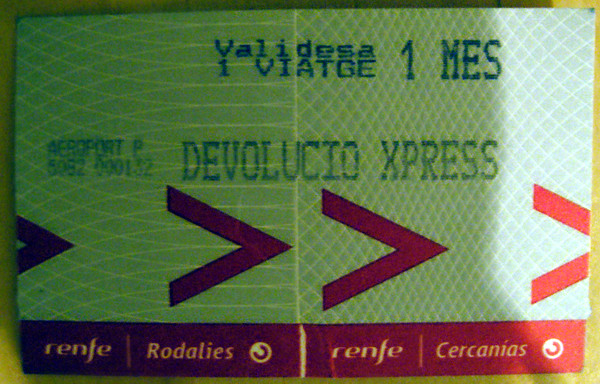 Validesa 1 MES
1 VIATGE
AEROPORT P
DEVOLUCIO XPRESS
renfe Rodalies renfe Cercanías